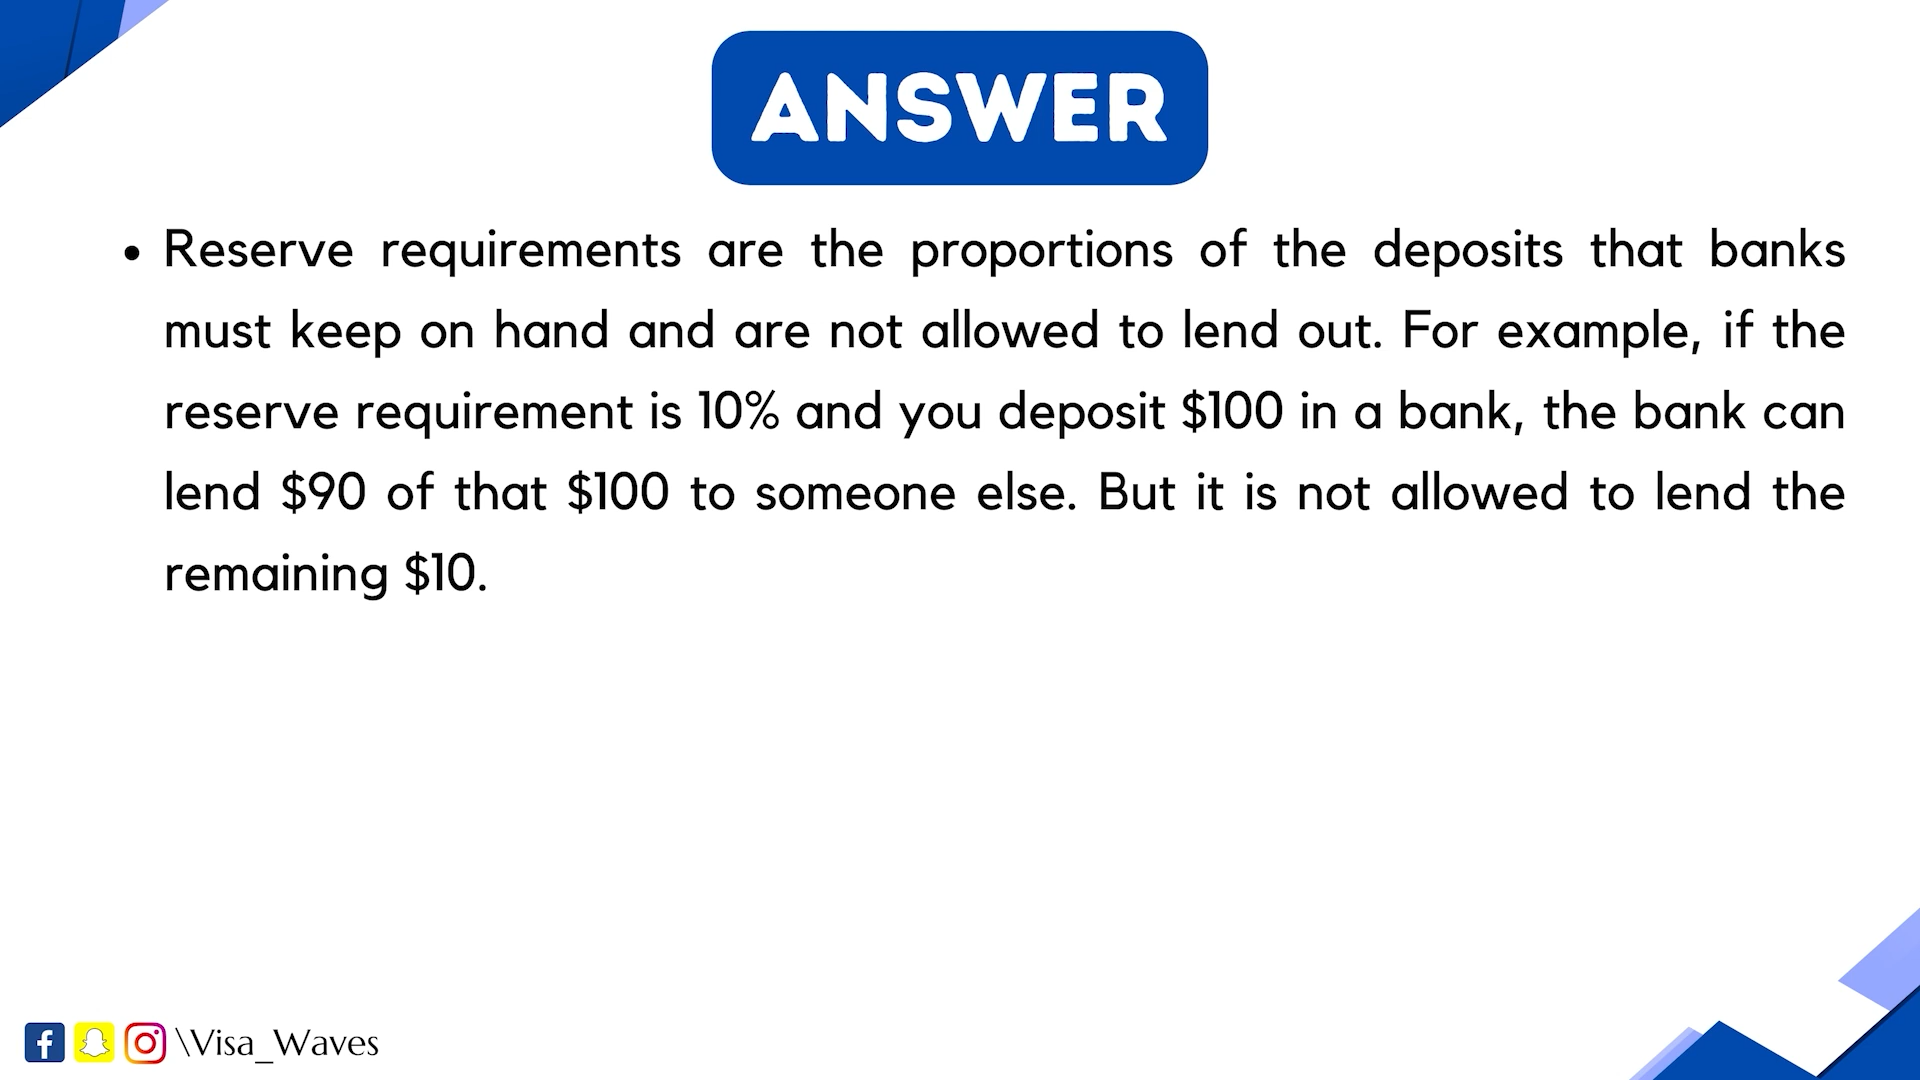 ANSWER
• Reserve requirements are the proportions of the deposits that banks
must keep on hand and are not allowed to lend out. For example, if the
reserve requirement is 10% and you deposit $100 in a bank, the bank can
lend $90 of that $100 to someone else. But it is not allowed to lend the
remaining $10.
\Visa_Waves